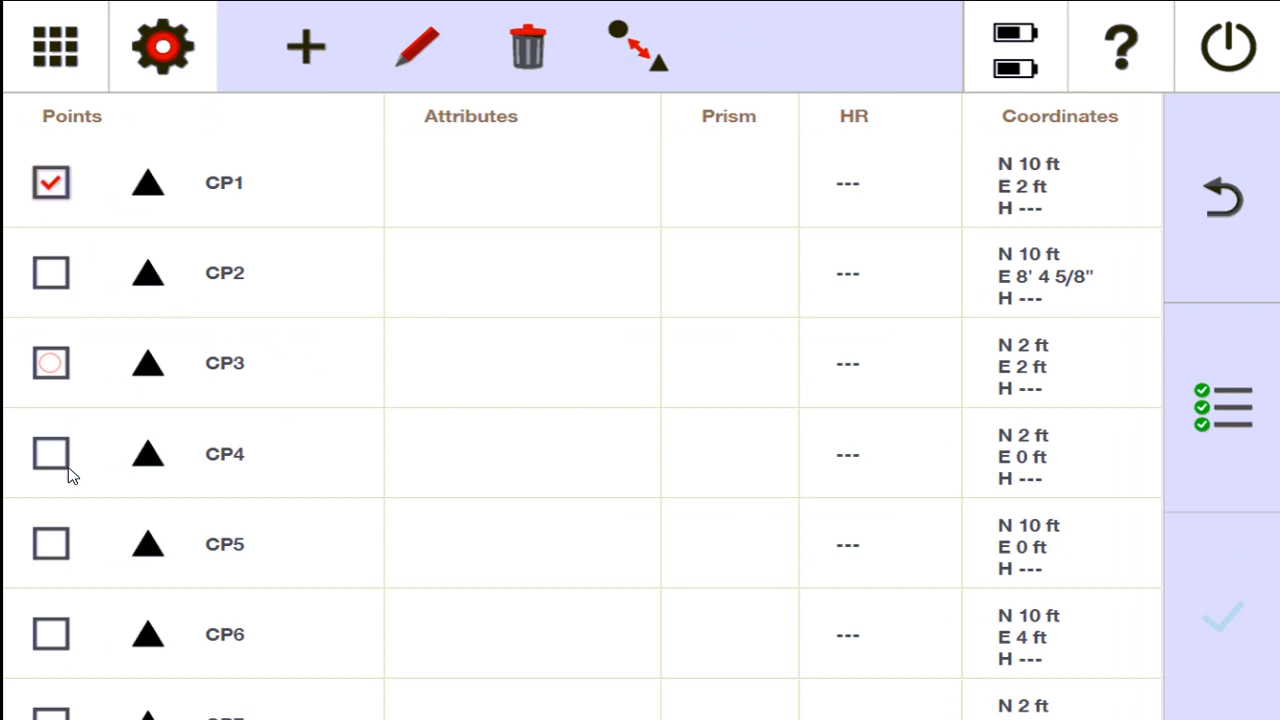 Points Attributes Prism HR Coordinates
N 10 ft
CP1 --- E 2 ft
H ---
N 10 ft
CP2 --- E 8' 4 5/8"
H ---
N 2 ft
CP3 --- E 2 ft
H ---
N 2 ft
CP4 --- E 0 ft
H ---
N 10 ft
CP5 --- E 0 ft
H ---
N 10 ft
CP6 --- E 4 ft
H ---
N 2 ft